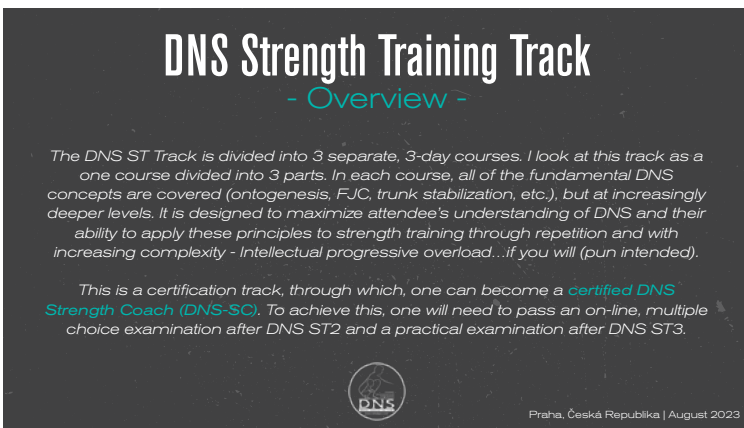 DNS Strength Training Track
- Overview -
The DNS ST Track is divided into 3 separate, 3-day courses. I look at this track as a
one course divided into 3 parts. In each course, all of the fundamental DNS
concepts are covered (ontogenesis, FJC, trunk stabilization, etc.), but at increasingly
deeper levels. It is designed to maximize attendee's understanding of DNS and their
ability to apply these principles to strength training through repetition and with
increasing complexity - Intellectual progressive overload...if you will (pun intended).
This is a certification track, through which, one can become a certified DNS
Strength Coach (DNS-SC). To achieve this, one will need to pass an on-line, multiple
choice examination after DNS ST2 and a practical examination after DNS ST3.
DNS
Praha, Česká Republika | August 2023